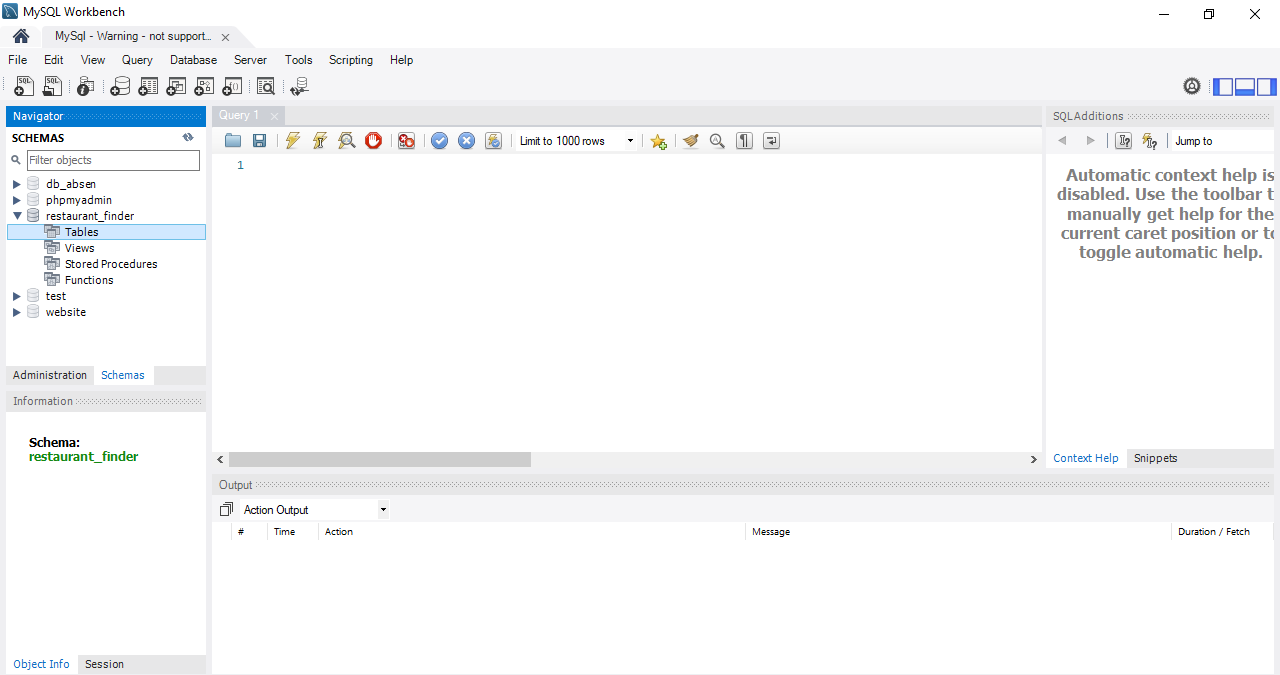 MySQL Workbench
MySql - Warning - not support...
File Edit View Query Database Server Tools Scripting Help
Navigator
SCHEMAS
Filter objects
db_absen
phpmyadmin
restaurant_finder
Tables
Views
Stored Procedures
Functions
test
website
Administration Schemas
Information
Schema:
restaurant_finder
Object Info Session
Query 1
Limit to 1000 rows
1
SQLAdditions
Jump to
Automatic context help is
disabled. Use the toolbar t
manually get help for the
current caret position or to
toggle automatic help.
Context Help Snippets
Output
Action Output
# Time Action Message Duration / Fetch